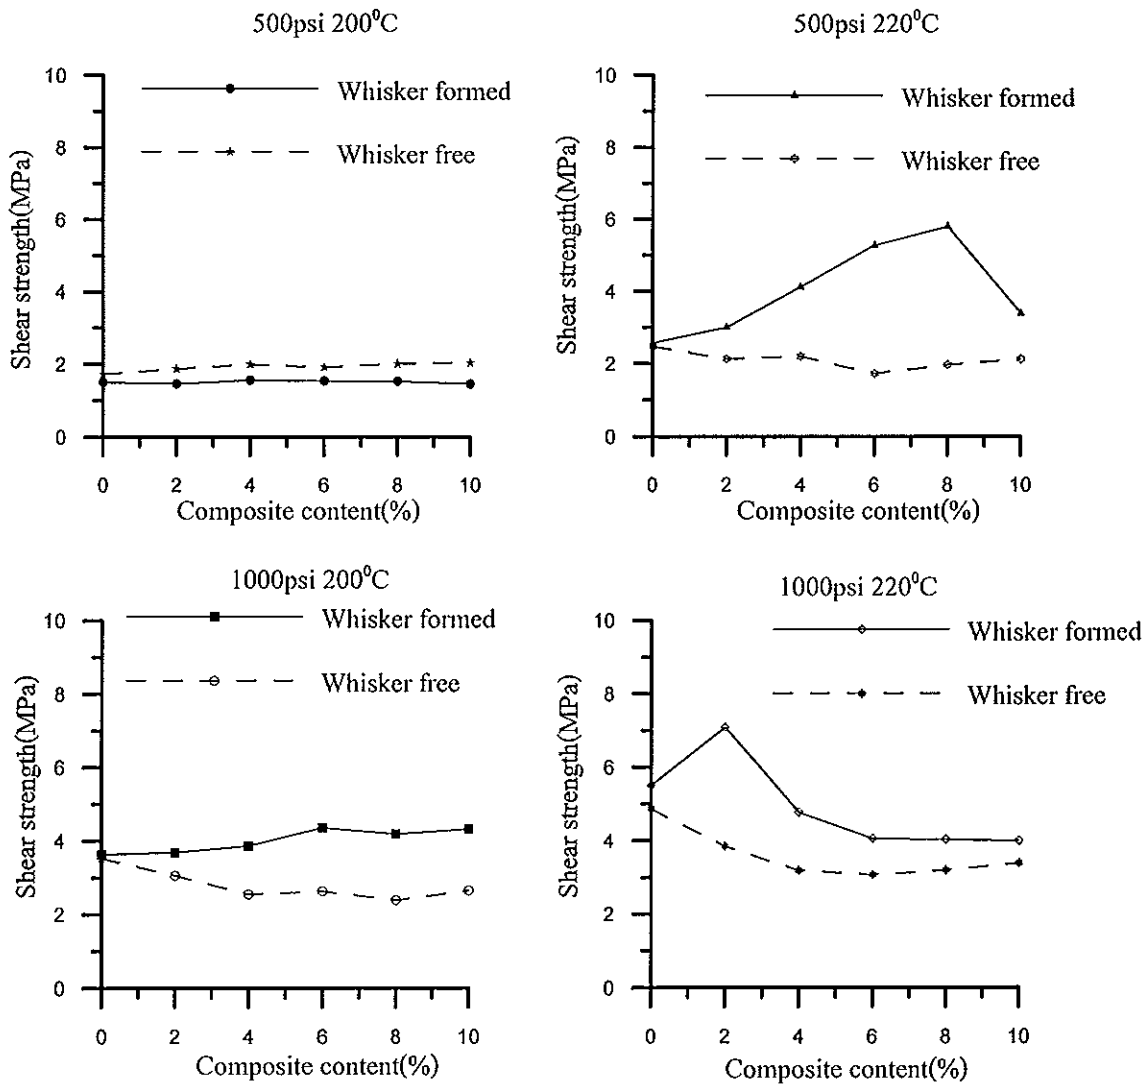 500psi 200⁰C
10
8
6
4
2
0
Shear strength(MPa)
Whisker formed
Whisker free
0 2 4 6 8 10
Composite content(%)
500psi 220⁰C
10
8
6
4
2
0
Shear strength(MPa)
Whisker formed
Whisker free
0 2 4 6 8 10
Composite content(%)
1000psi 200⁰C
10
8
6
4
2
0
Shear strength(MPa)
Whisker formed
Whisker free
0 2 4 6 8 10
Composite content(%)
1000psi 220⁰C
10
8
6
4
2
0
Shear strength(MPa)
Whisker formed
Whisker free
0 2 4 6 8 10
Composite content(%)